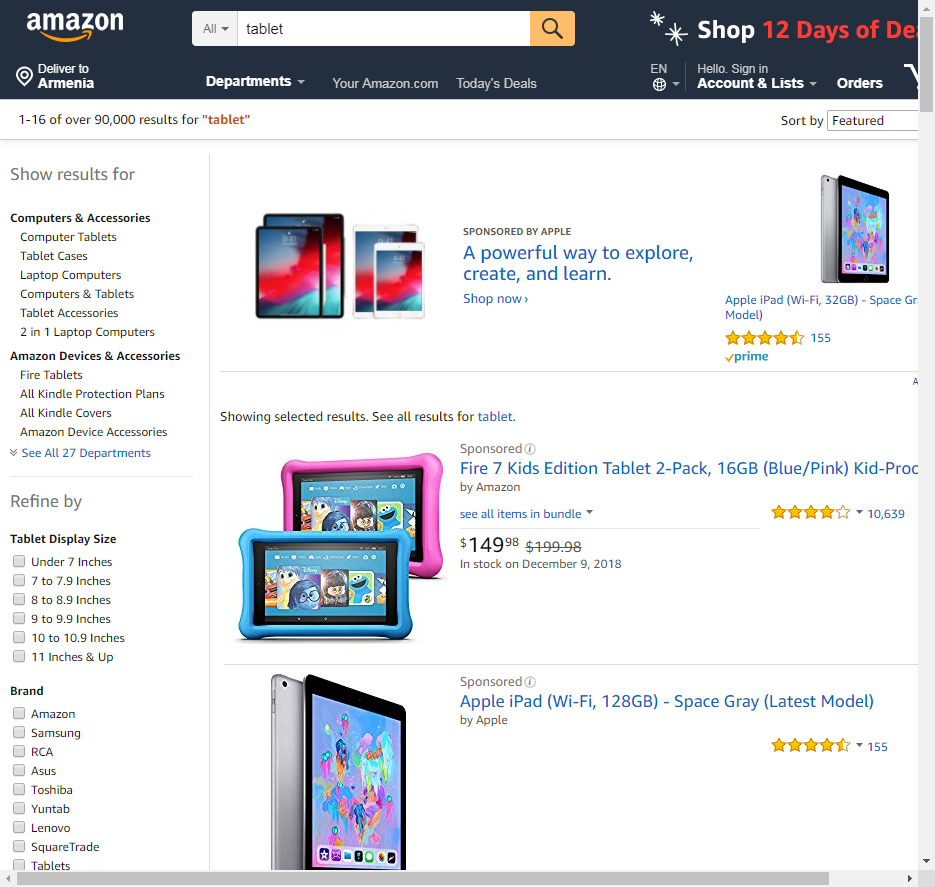 amazon
All
tablet
Shop 12 Days of Dea
Deliver to
Armenia
Departments
Your Amazon.com
Today's Deals
EN
Hello. Sign in
Account & Lists
Orders
1-16 of over 90,000 results for "tablet"
Sort by
Featured
Show results for
Computers & Accessories
Computer Tablets
Tablet Cases
Laptop Computers
Computers & Tablets
Tablet Accessories
2 in 1 Laptop Computers
Amazon Devices & Accessories
Fire Tablets
All Kindle Protection Plans
All Kindle Covers
Amazon Device Accessories
See All 27 Departments
Refine by
Tablet Display Size
Under 7 Inches
7 to 7.9 Inches
8 to 8.9 Inches
9 to 9.9 Inches
10 to 10.9 Inches
11 Inches & Up
Brand
Amazon
Samsung
RCA
Asus
Toshiba
Yuntab
Lenovo
SquareTrade
Tablets
SPONSORED BY APPLE
A powerful way to explore,
create, and learn.
Shop now ›
Apple iPad (Wi-Fi, 32GB) - Space Gr
Model)
155
prime
A
Showing selected results. See all results for tablet.
Sponsored
Fire 7 Kids Edition Tablet 2-Pack, 16GB (Blue/Pink) Kid-Proo
by Amazon
see all items in bundle
10,639
$14998 $199.98
In stock on December 9, 2018
Sponsored
Apple iPad (Wi-Fi, 128GB) - Space Gray (Latest Model)
by Apple
155